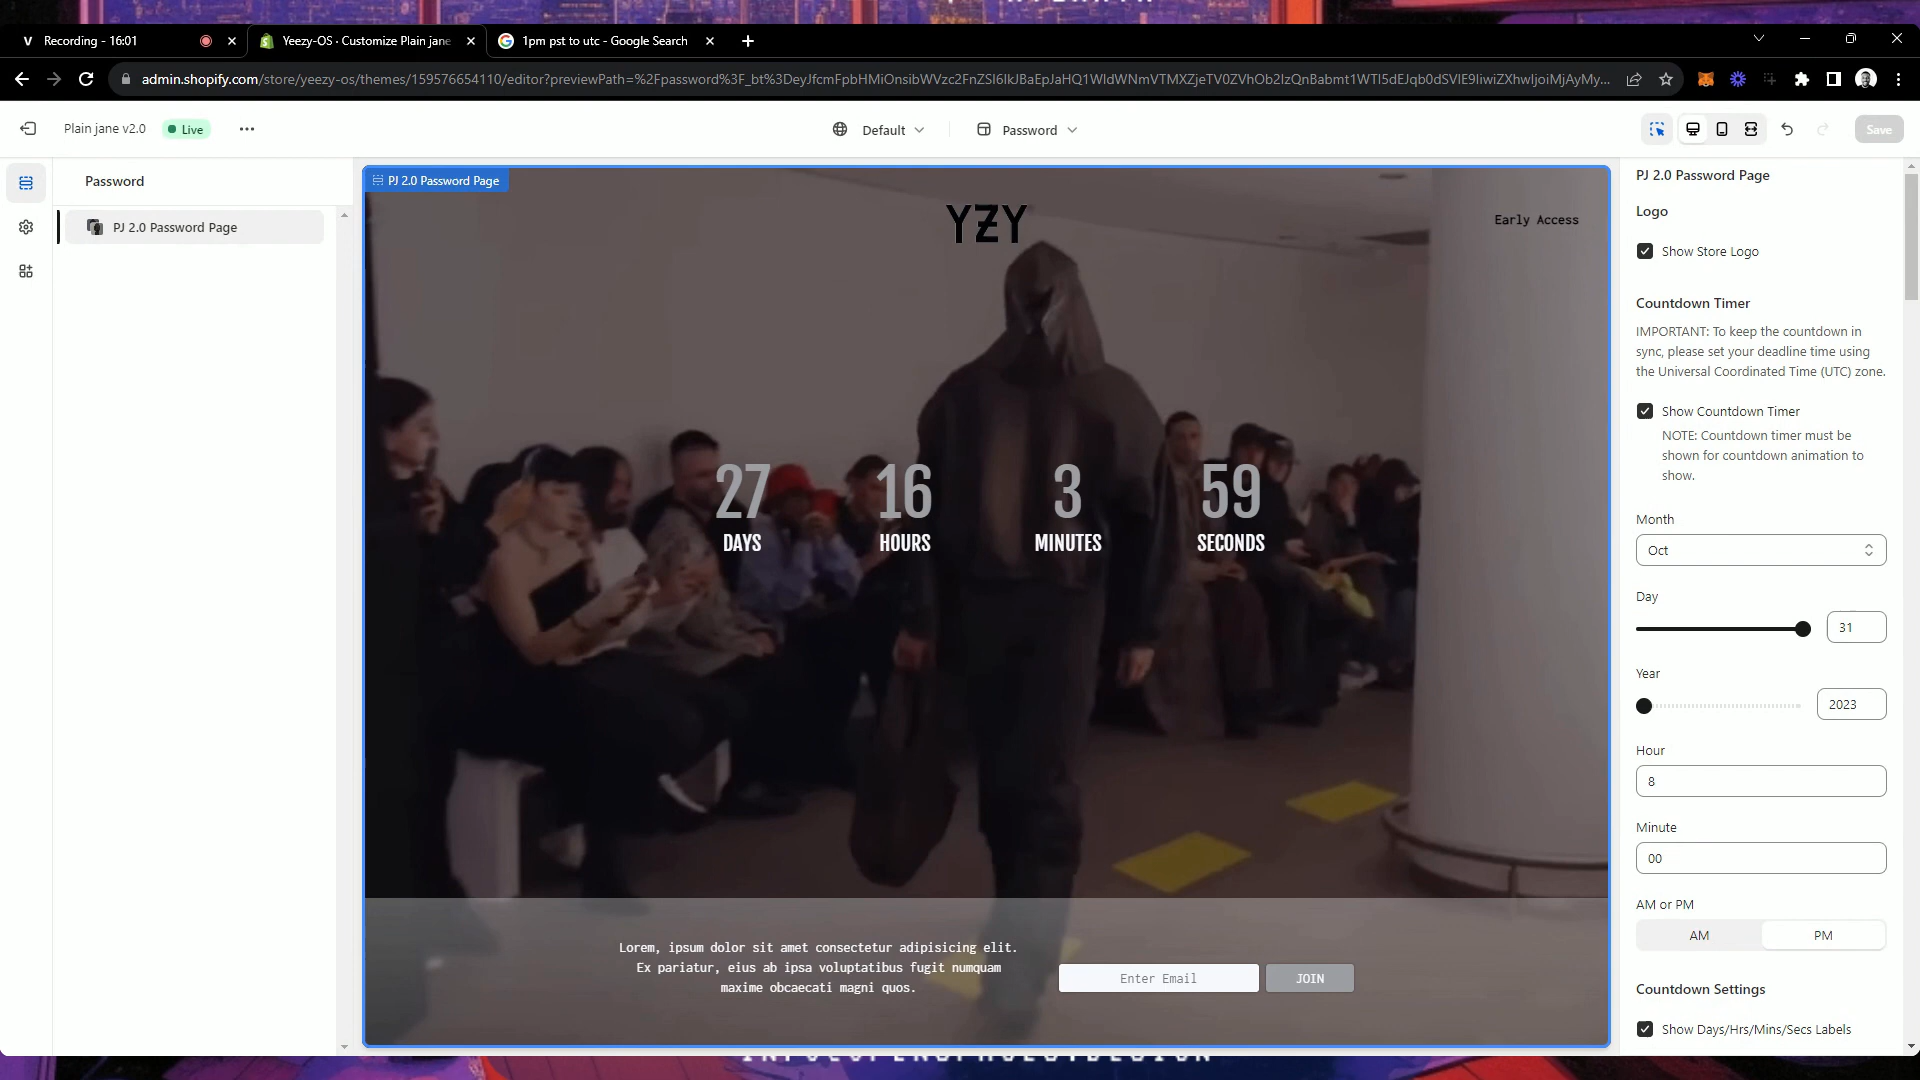 Recording - 16:01
Yeezy-OS · Customize Plain jane
1pm pst to utc - Google Search
admin.shopify.com/store/yeezy-os/themes/159576654110/editor?previewPath=%2Fpassword%3F_bt%3D
Plain jane v2.0
Live
Default
Password
Save
Password
PJ 2.0 Password Page
PJ 2.0 Password Page
YZY
Early Access
27
16
3
59
DAYS
HOURS
MINUTES
SECONDS
Lorem, ipsum dolor sit amet consectetur adipisicing elit.
Ex pariatur, eius ab ipsa voluptatibus fugit numquam
maxime obcaecati magni quos.
Enter Email
JOIN
PJ 2.0 Password Page
Logo
Show Store Logo
Countdown Timer
IMPORTANT: To keep the countdown in
sync, please set your deadline time using
the Universal Coordinated Time (UTC) zone.
Show Countdown Timer
NOTE: Countdown timer must be
shown for countdown animation to
show.
Month
Oct
Day
31
Year
2023
Hour
8
Minute
00
AM or PM
AM
PM
Countdown Settings
Show Days/Hrs/Mins/Secs Labels